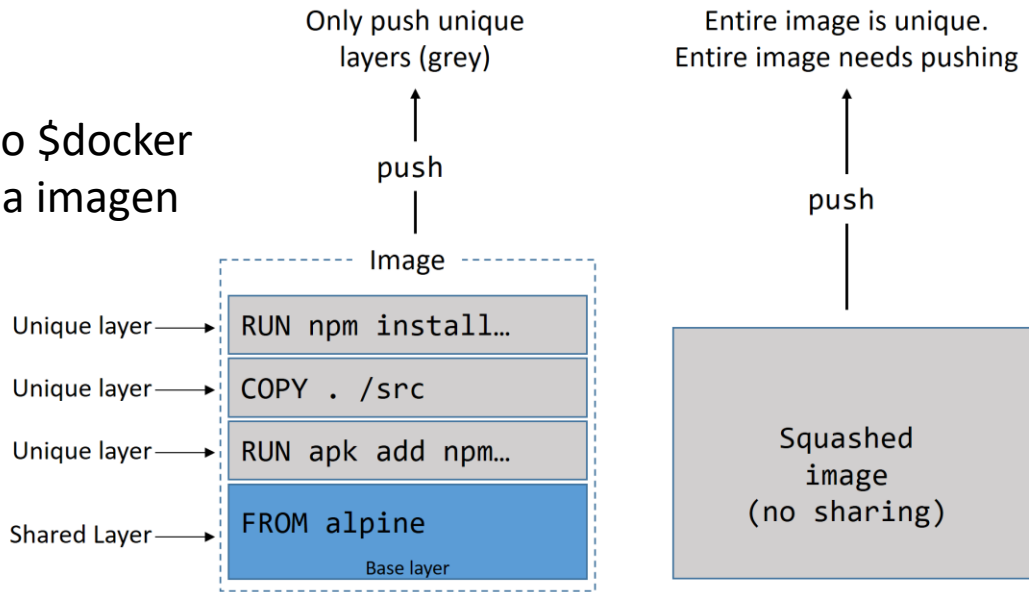 Only push unique
layers (grey)
Entire image is unique.
Entire image needs pushing
o $docker
a imagen
push
push
Image
Unique layer
RUN npm install…
Unique layer
COPY . /src
Unique layer
RUN apk add npm…
Shared Layer
FROM alpine
Base layer
Squashed
image
(no sharing)